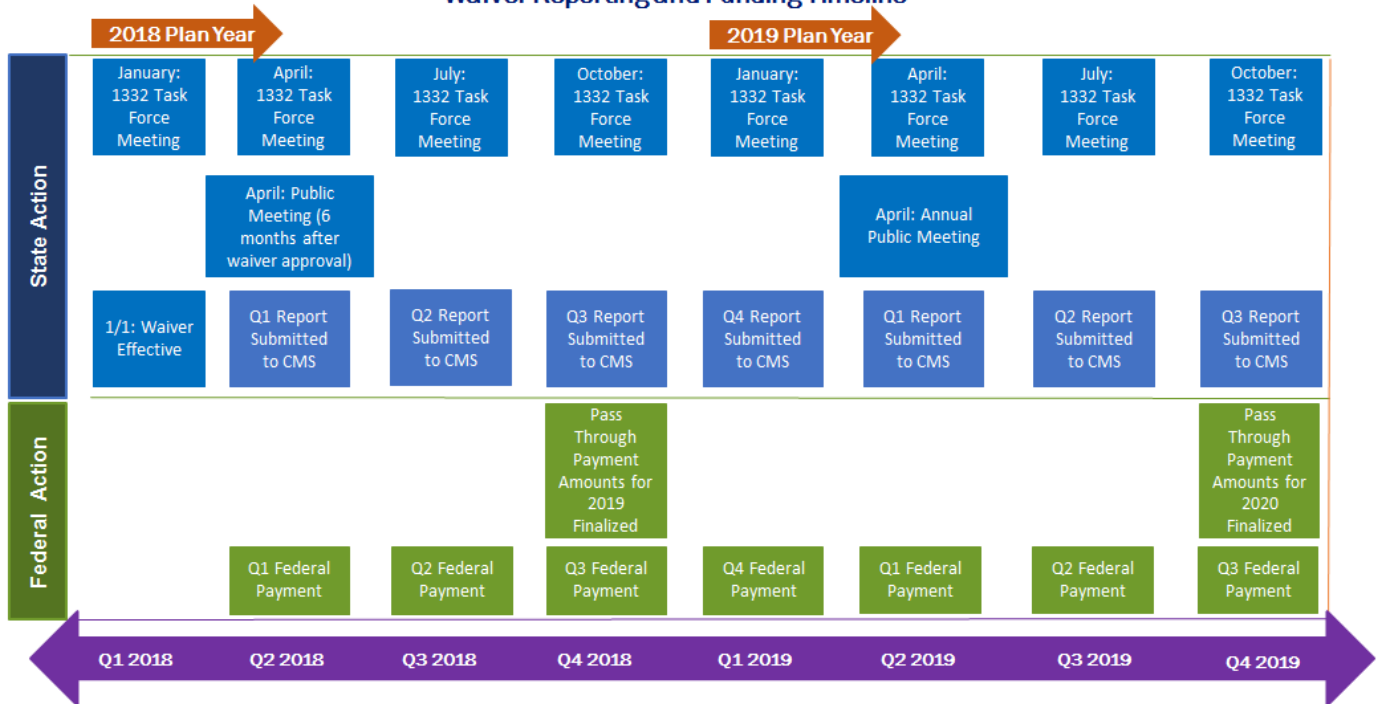 Waiver Reporting and Funding Timeline
2018 Plan Year
2019 Plan Year
State Action
January:
1332 Task
Force
Meeting
April:
1332 Task
Force
Meeting
July:
1332 Task
Force
Meeting
October:
1332 Task
Force
Meeting
January:
1332 Task
Force
Meeting
April:
1332 Task
Force
Meeting
July:
1332 Task
Force
Meeting
October:
1332 Task
Force
Meeting
April: Public
Meeting (6
months after
waiver approval)
April: Annual
Public Meeting
1/1: Waiver
Effective
Q1 Report
Submitted
to CMS
Q2 Report
Submitted
to CMS
Q3 Report
Submitted
to CMS
Q4 Report
Submitted
to CMS
Q1 Report
Submitted
to CMS
Q2 Report
Submitted
to CMS
Q3 Report
Submitted
to CMS
Federal Action
Pass
Through
Payment
Amounts for
2019
Finalized
Pass
Through
Payment
Amounts for
2020
Finalized
Q1 Federal
Payment
Q2 Federal
Payment
Q3 Federal
Payment
Q4 Federal
Payment
Q1 Federal
Payment
Q2 Federal
Payment
Q3 Federal
Payment
Q1 2018
Q2 2018
Q3 2018
Q4 2018
Q1 2019
Q2 2019
Q3 2019
Q4 2019